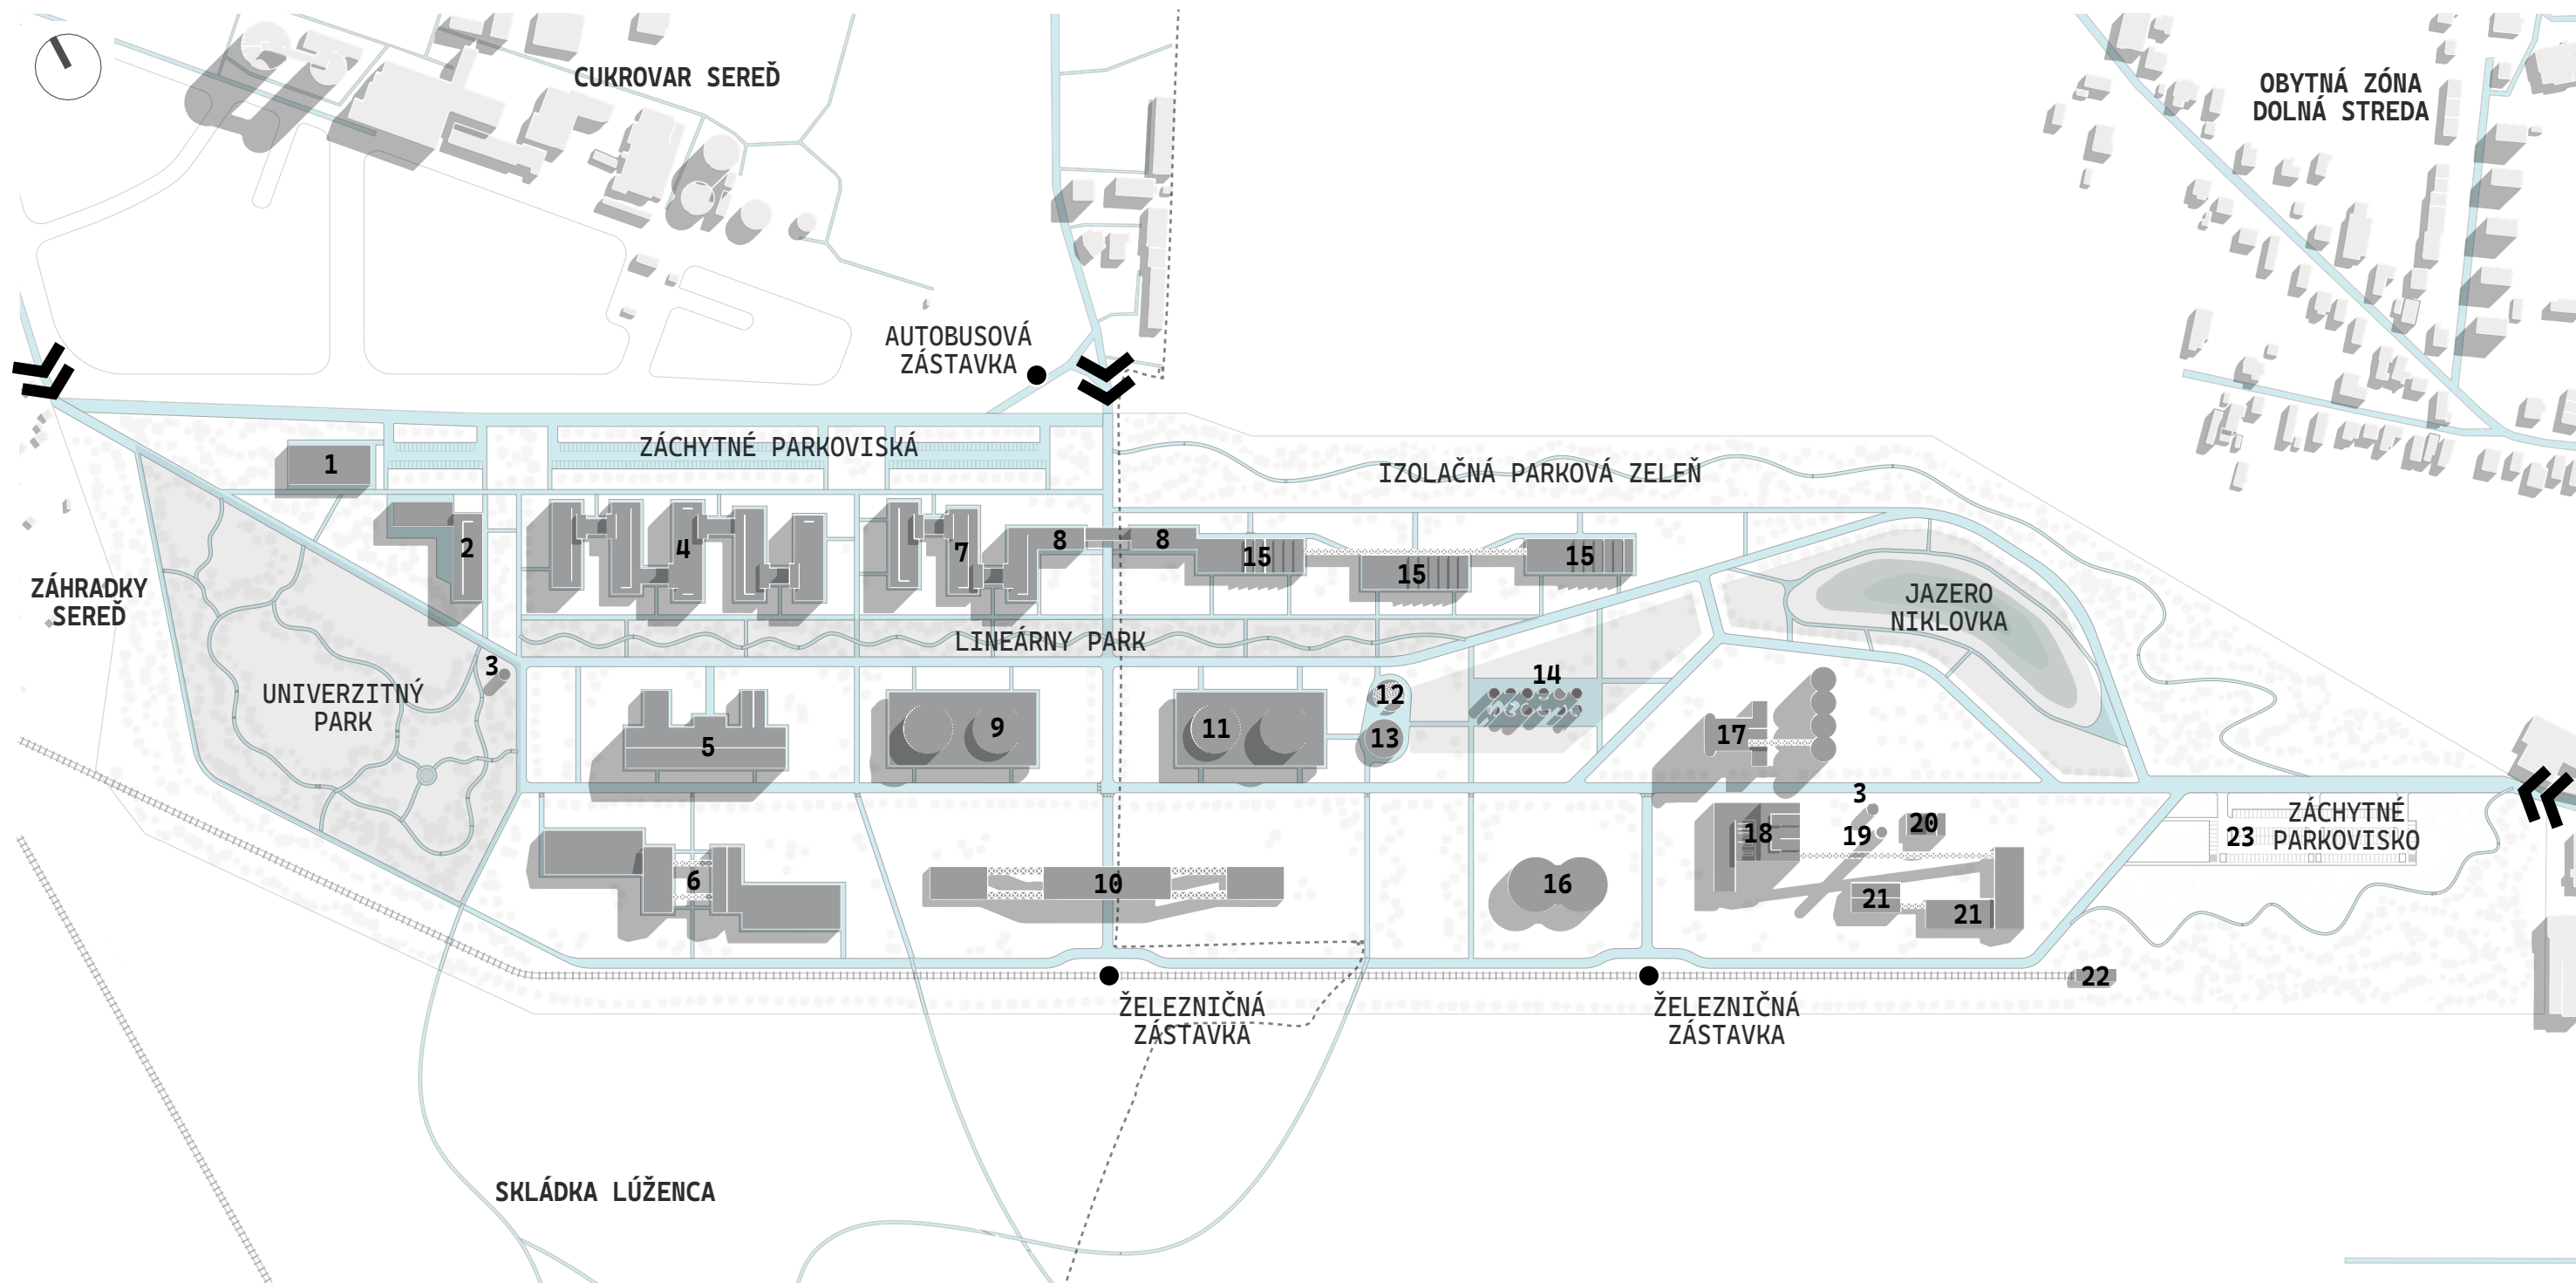 CUKROVAR SEREĎ
OBYTNÁ ZÓNA
DOLNÁ STREDA
AUTOBUSOVÁ
ZÁSTAVKA
ZÁCHYTNÉ PARKOVISKÁ
IZOLAČNÁ PARKOVÁ ZELEŇ
1
2
4
7
8
8
15
15
15
ZÁHRADKY
SEREĎ
JAZERO
NIKLOVKA
LINEÁRNY PARK
3
UNIVERZITNÝ
PARK
5
9
11
12
13
14
17
3
18
19
20
ZÁCHYTNÉ
PARKOVISKO
23
6
10
16
21
21
22
ŽELEZNIČNÁ
ZÁSTAVKA
ŽELEZNIČNÁ
ZÁSTAVKA
SKLÁDKA LÚŽENCA